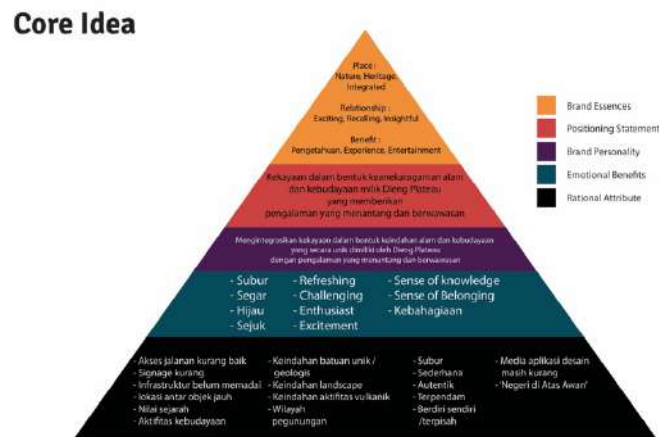 Core Idea
Place :
Nature, Heritage,
Integrated
Relationship :
Exciting, Recalling, Insightful
Benefit :
Pengetahuan, Experience, Entertainment
Kekayaan dalam bentuk keanekaragaman alam
dan kebudayaan milik Dieng Plateau
yang memberikan
pengalaman yang menantang dan berwawasan
Mengintegrosikan kekayaan dalam bentuk keindahan alam dan kebudayaan
yang secara unik dimiliki oleh Dieng Plateau
dengan pengalaman yang menantang dan berwawasan
- Subur
- Segar
- Hijau
- Sejuk
- Refreshing
- Challenging
- Enthusiast
- Excitement
- Sense of knowledge
- Sense of Belonging
- Kebahagiaan
- Akses jalanan kurang baik
- Signage kurang
- Infrastruktur belum memadai
- lokasi antar objek jauh
- Nilai sejarah
- Aktifitas kebudayaan
- Keindahan batuan unik /
geologis
- Keindahan landscape
- Keindahan aktifitas vulkanik
- Wilayah
pegunungan
- Subur
- Sederhana
- Autentik
- Terpendam
- Berdiri sendiri
/terpisah
- Media aplikasi desain
masih kurang
- 'Negeri di Atas Awan'
Brand Essences
Positioning Statement
Brand Personality
Emotional Benefits
Rational Attribute